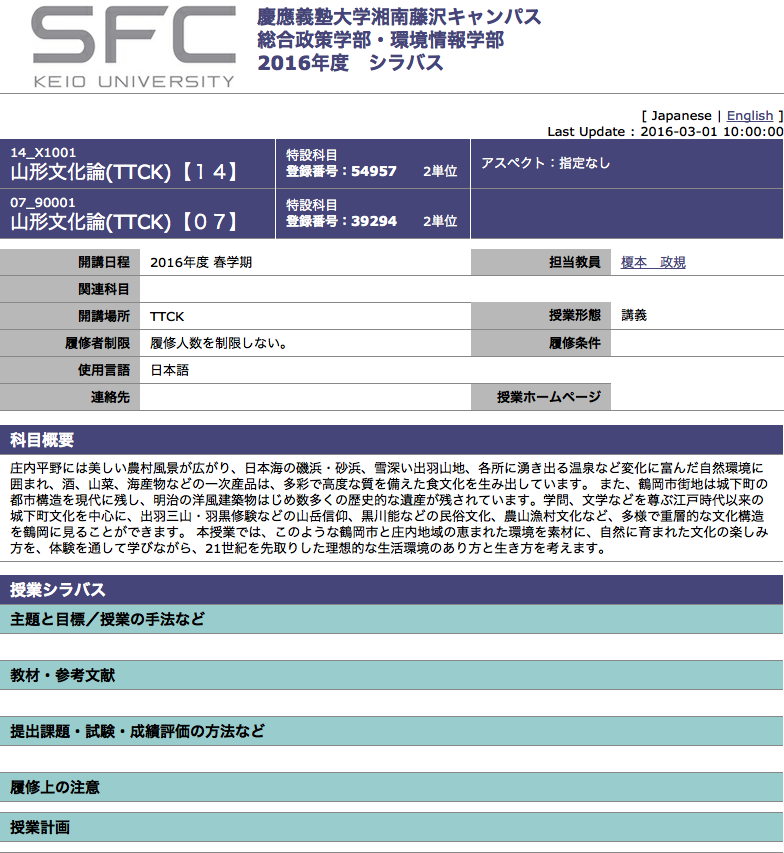 SFC
KEIO UNIVERSITY
慶應義塾大学湘南藤沢キャンパス
総合政策学部・環境情報学部
2016年度　シラバス
[ Japanese | English ]
Last Update : 2016-03-01 10:00:00
14_X1001
山形文化論(TTCK)【１４】
特設科目
登録番号：54957 2単位
アスペクト：指定なし
07_90001
山形文化論(TTCK)【０７】
特設科目
登録番号：39294 2単位
開講日程 2016年度 春学期 担当教員 榎本　政規
関連科目
開講場所 TTCK 授業形態 講義
履修者制限 履修人数を制限しない。 履修条件
使用言語 日本語
連絡先 授業ホームページ
科目概要
庄内平野には美しい農村風景が広がり、日本海の磯浜・砂浜、雪深い出羽山地、各所に湧き出る温泉など変化に富んだ自然環境に
囲まれ、酒、山菜、海産物などの一次産品は、多彩で高度な質を備えた食文化を生み出しています。 また、鶴岡市街地は城下町の
都市構造を現代に残し、明治の洋風建築物はじめ数多くの歴史的な遺産が残されています。学問、文学などを尊ぶ江戸時代以来の
城下町文化を中心に、出羽三山・羽黒修験などの山岳信仰、黒川能などの民俗文化、農山漁村文化など、多様で重層的な文化構造
を鶴岡に見ることができます。 本授業では、このような鶴岡市と庄内地域の恵まれた環境を素材に、自然に育まれた文化の楽しみ
方を、体験を通して学びながら、21世紀を先取りした理想的な生活環境のあり方と生き方を考えます。
授業シラバス
主題と目標／授業の手法など
教材・参考文献
提出課題・試験・成績評価の方法など
履修上の注意
授業計画